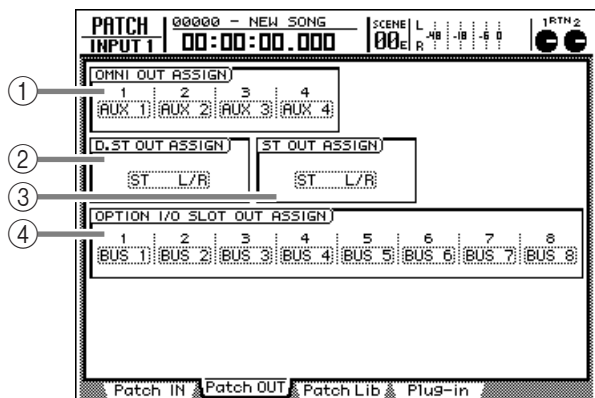 PATCH
INPUT 1
00000 - NEW SONG
00:00:00.000
SCENE
00E
L
R
-48 -18 -6 0
1 RTN 2
① OMNI OUT ASSIGN
1 2 3 4
AUX 1 AUX 2 AUX 3 AUX 4
② D.ST OUT ASSIGN
ST L/R
③ ST OUT ASSIGN
ST L/R
④ OPTION I/O SLOT OUT ASSIGN
1 2 3 4 5 6 7 8
BUS 1 BUS 2 BUS 3 BUS 4 BUS 5 BUS 6 BUS 7 BUS 8
Patch IN Patch OUT Patch Lib Plug-in